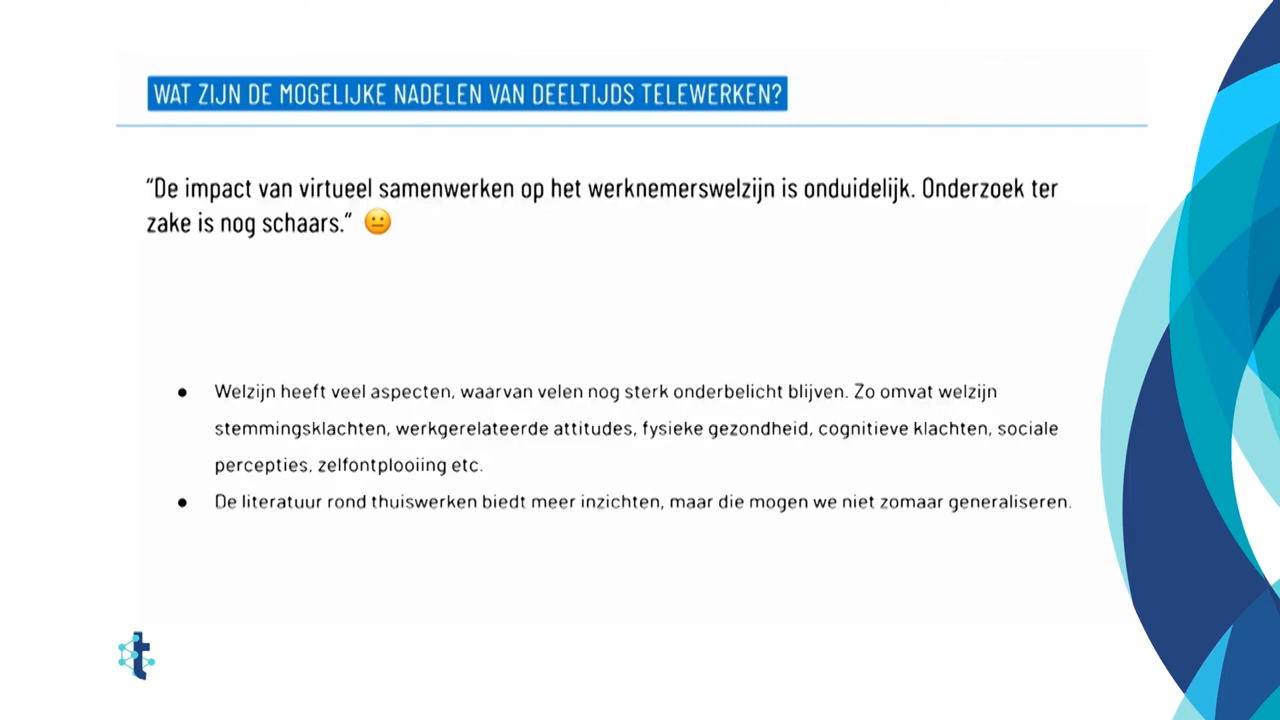 WAT ZIJN DE MOGELIJKE NADELEN VAN DEELTIJDS TELEWERKEN?
“De impact van virtueel samenwerken op het werknemerswelzijn is onduidelijk. Onderzoek ter
zake is nog schaars.” 😐
● Welzijn heeft veel aspecten, waarvan velen nog sterk onderbelicht blijven. Zo omvat welzijn
stemmingsklachten, werkgerelateerde attitudes, fysieke gezondheid, cognitieve klachten, sociale
percepties, zelfontplooiing etc.
● De literatuur rond thuiswerken biedt meer inzichten, maar die mogen we niet zomaar generaliseren.
t